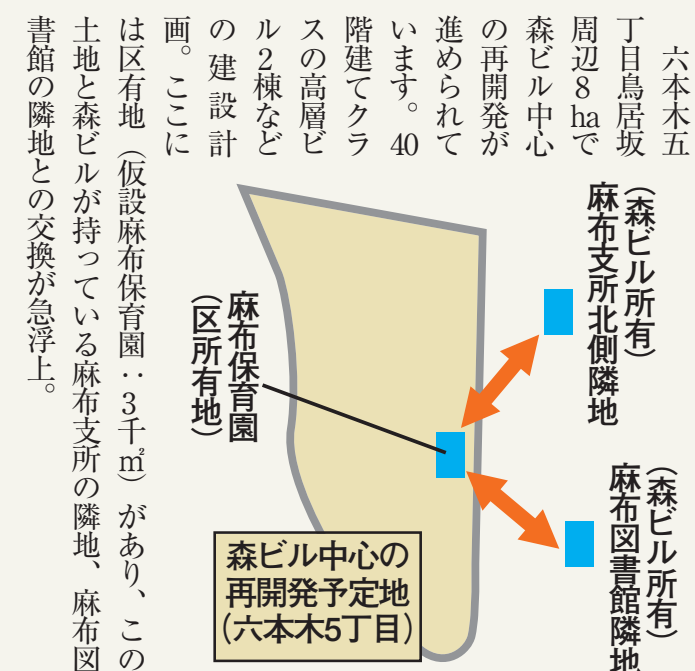 六本木五
丁目鳥居坂
周辺8haで
森ビル中心
の再開発が
進められて
います。40
階建てクラ
スの高層ビ
ル2棟など
の建設計
画。ここに
は区有地（仮設麻布保育園：3千㎡）があり、この
土地と森ビルが持っている麻布支所の隣地、麻布図
書館の隣地との交換が急浮上。
（森ビル所有）
麻布支所北側隣地
麻布保育園
（区所有地）
（森ビル所有）
麻布図書館隣地
森ビル中心の
再開発予定地
（六本木5丁目）